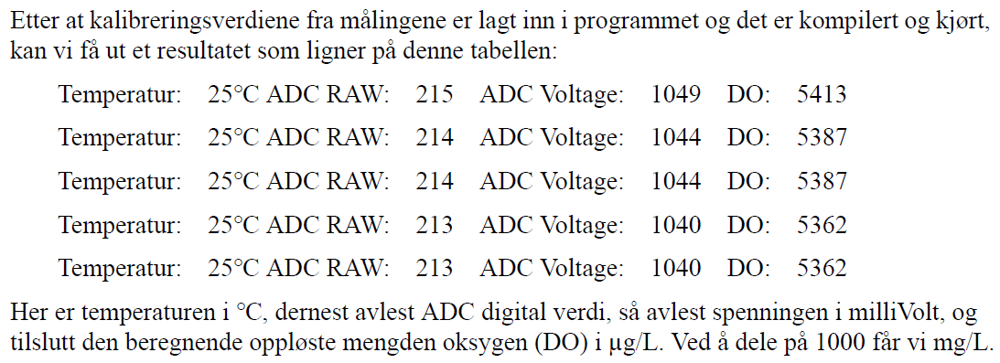 Etter at kalibreringsverdiene fra målingene er lagt inn i programmet og det er kompilert og kjørt,
kan vi få ut et resultatet som ligner på denne tabellen:
Temperatur: 25°C ADC RAW: 215 ADC Voltage: 1049 DO: 5413
Temperatur: 25°C ADC RAW: 214 ADC Voltage: 1044 DO: 5387
Temperatur: 25°C ADC RAW: 214 ADC Voltage: 1044 DO: 5387
Temperatur: 25°C ADC RAW: 213 ADC Voltage: 1040 DO: 5362
Temperatur: 25°C ADC RAW: 213 ADC Voltage: 1040 DO: 5362
Her er temperaturen i °C, dernest avlest ADC digital verdi, så avlest spenningen i milliVolt, og
tilslutt den beregnende oppløste mengden oksygen (DO) i µg/L. Ved å dele på 1000 får vi mg/L.